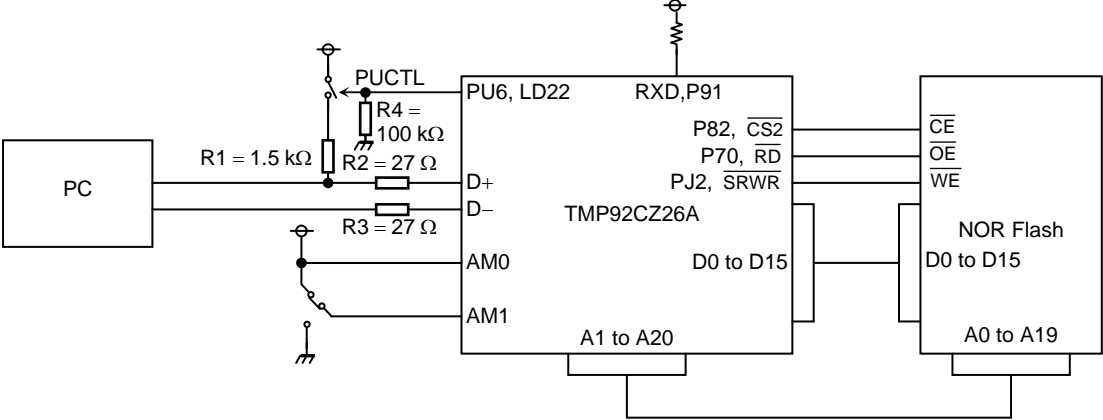 PUCTL
PU6, LD22
RXD,P91
R4 =
100 kΩ
P82, CS2
CE
R1 = 1.5 kΩ
R2 = 27 Ω
P70, RD
OE
PC
D+
PJ2, SRWR
WE
D−
TMP92CZ26A
R3 = 27 Ω
NOR Flash
AM0
D0 to D15
D0 to D15
AM1
A1 to A20
A0 to A19